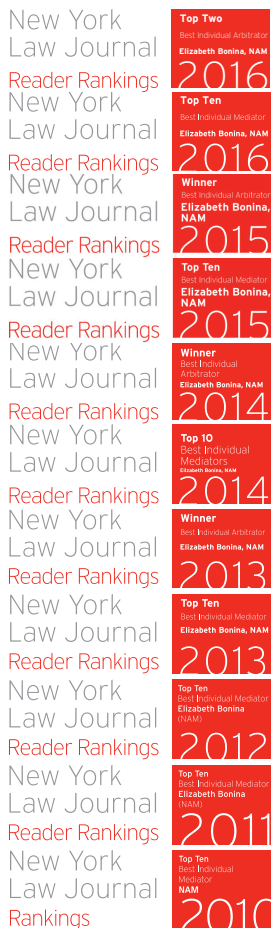 New York
Law Journal
Reader Rankings
Top Two
Best Individual Arbitrator
Elizabeth Bonina, NAM
2016
New York
Law Journal
Reader Rankings
Top Ten
Best Individual Mediator
Elizabeth Bonina, NAM
2016
New York
Law Journal
Reader Rankings
Winner
Best Individual Arbitrator
Elizabeth Bonina,
NAM
2015
New York
Law Journal
Reader Rankings
Top Ten
Best Individual Mediator
Elizabeth Bonina,
NAM
2015
New York
Law Journal
Reader Rankings
Winner
Best Individual
Arbitrator
Elizabeth Bonina, NAM
2014
New York
Law Journal
Reader Rankings
Top 10
Best Individual
Mediators
Elizabeth Bonina, NAM
2014
New York
Law Journal
Reader Rankings
Winner
Best Individual Arbitrator
Elizabeth Bonina, NAM
2013
New York
Law Journal
Reader Rankings
Top Ten
Best Individual Mediator
Elizabeth Bonina, NAM
2013
New York
Law Journal
Reader Rankings
Top Ten
Best Individual Mediator
Elizabeth Bonina
(NAM)
2012
New York
Law Journal
Reader Rankings
Top Ten
Best Individual Mediator
Elizabeth Bonina
(NAM)
2011
New York
Law Journal
Rankings
Top Ten
Best Individual
Mediator
NAM
2010